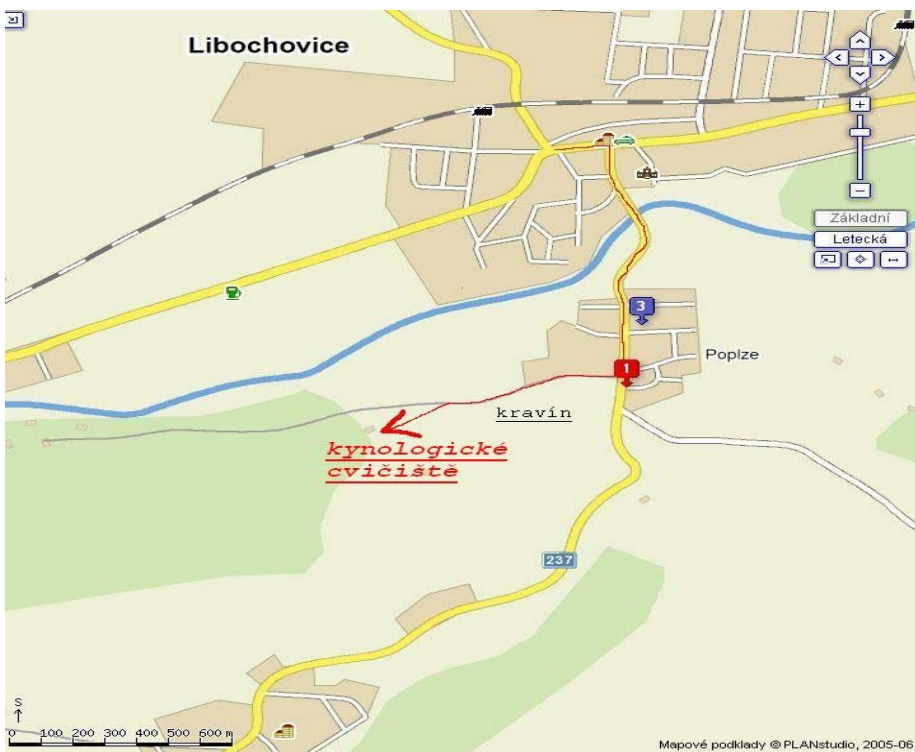 Libochovice
+
−
Základní
Letecká
3
Poplze
1
kravín
kynologické
cvičiště
237
S
0 100 200 300 400 500 600 m
Mapové podklady © PLANstudio, 2005-06